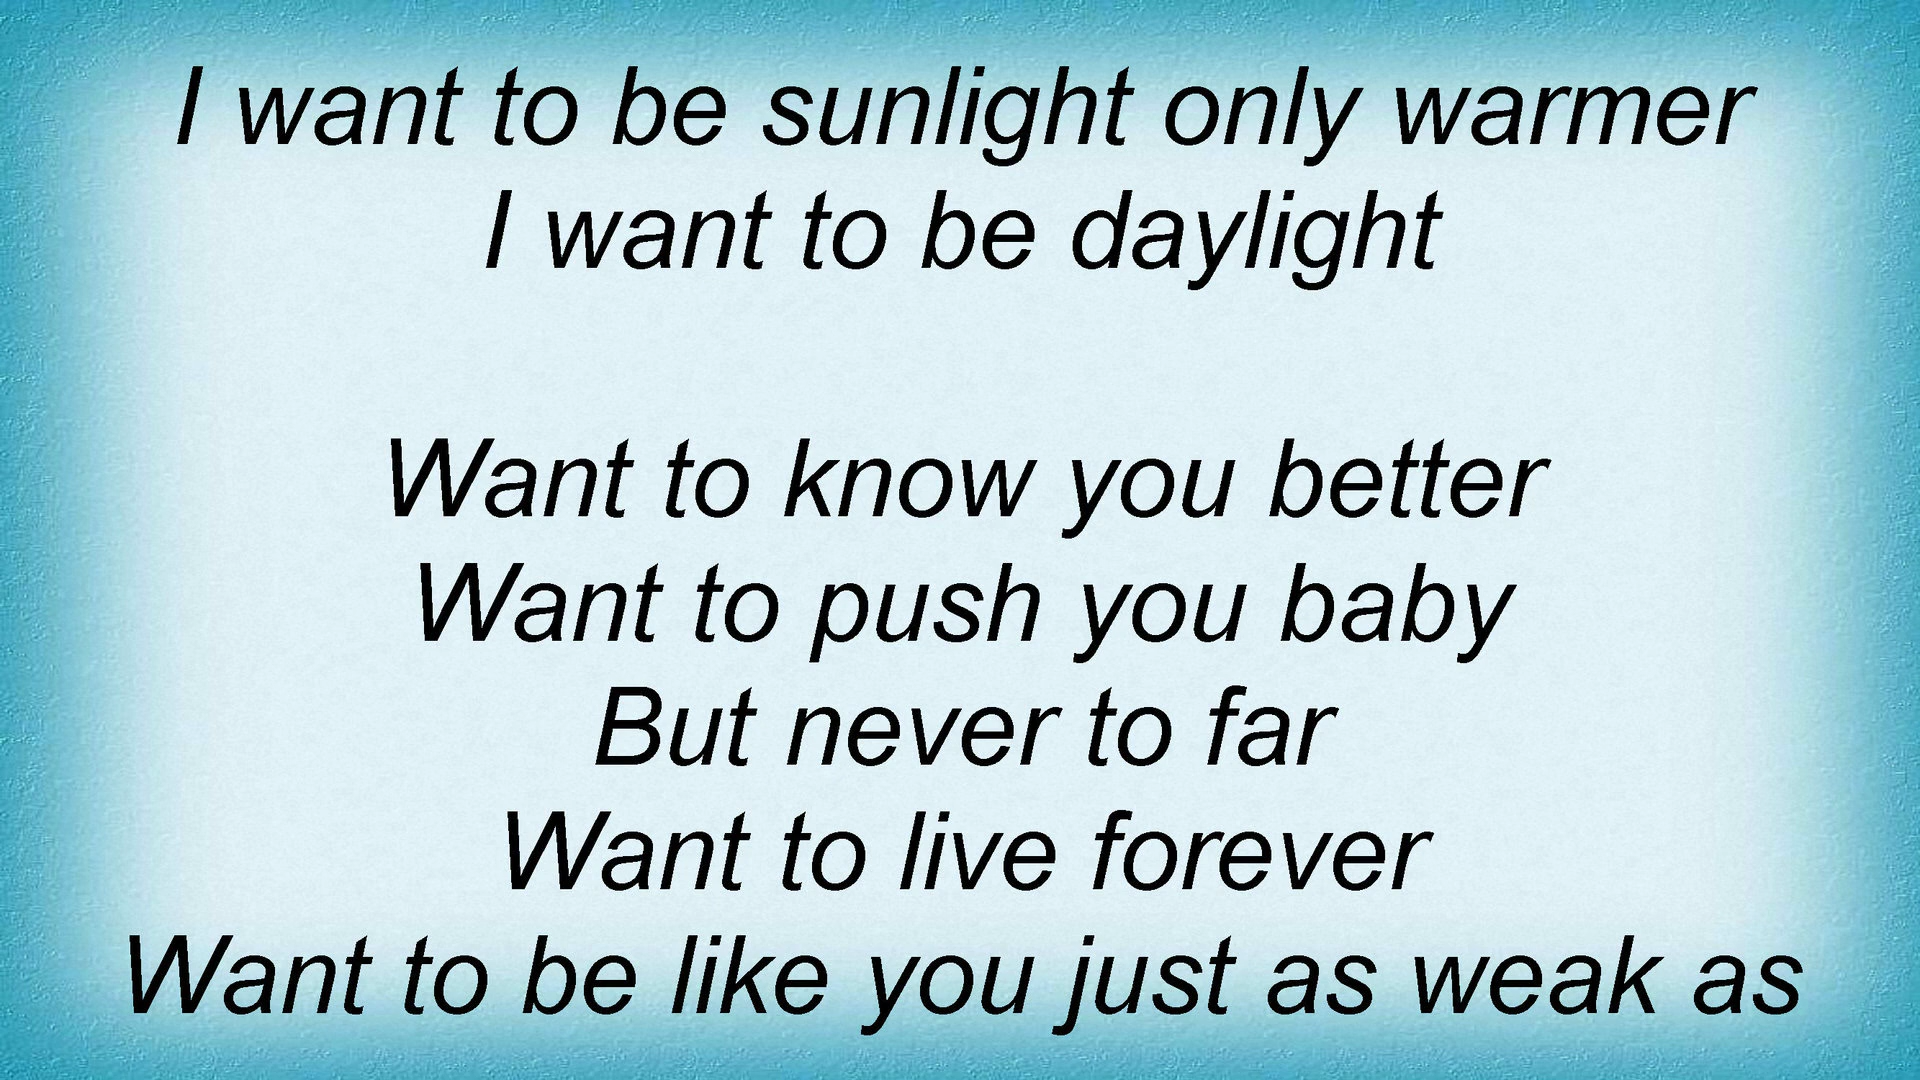 I want to be sunlight only warmer
I want to be daylight
Want to know you better
Want to push you baby
But never to far
Want to live forever
Want to be like you just as weak as